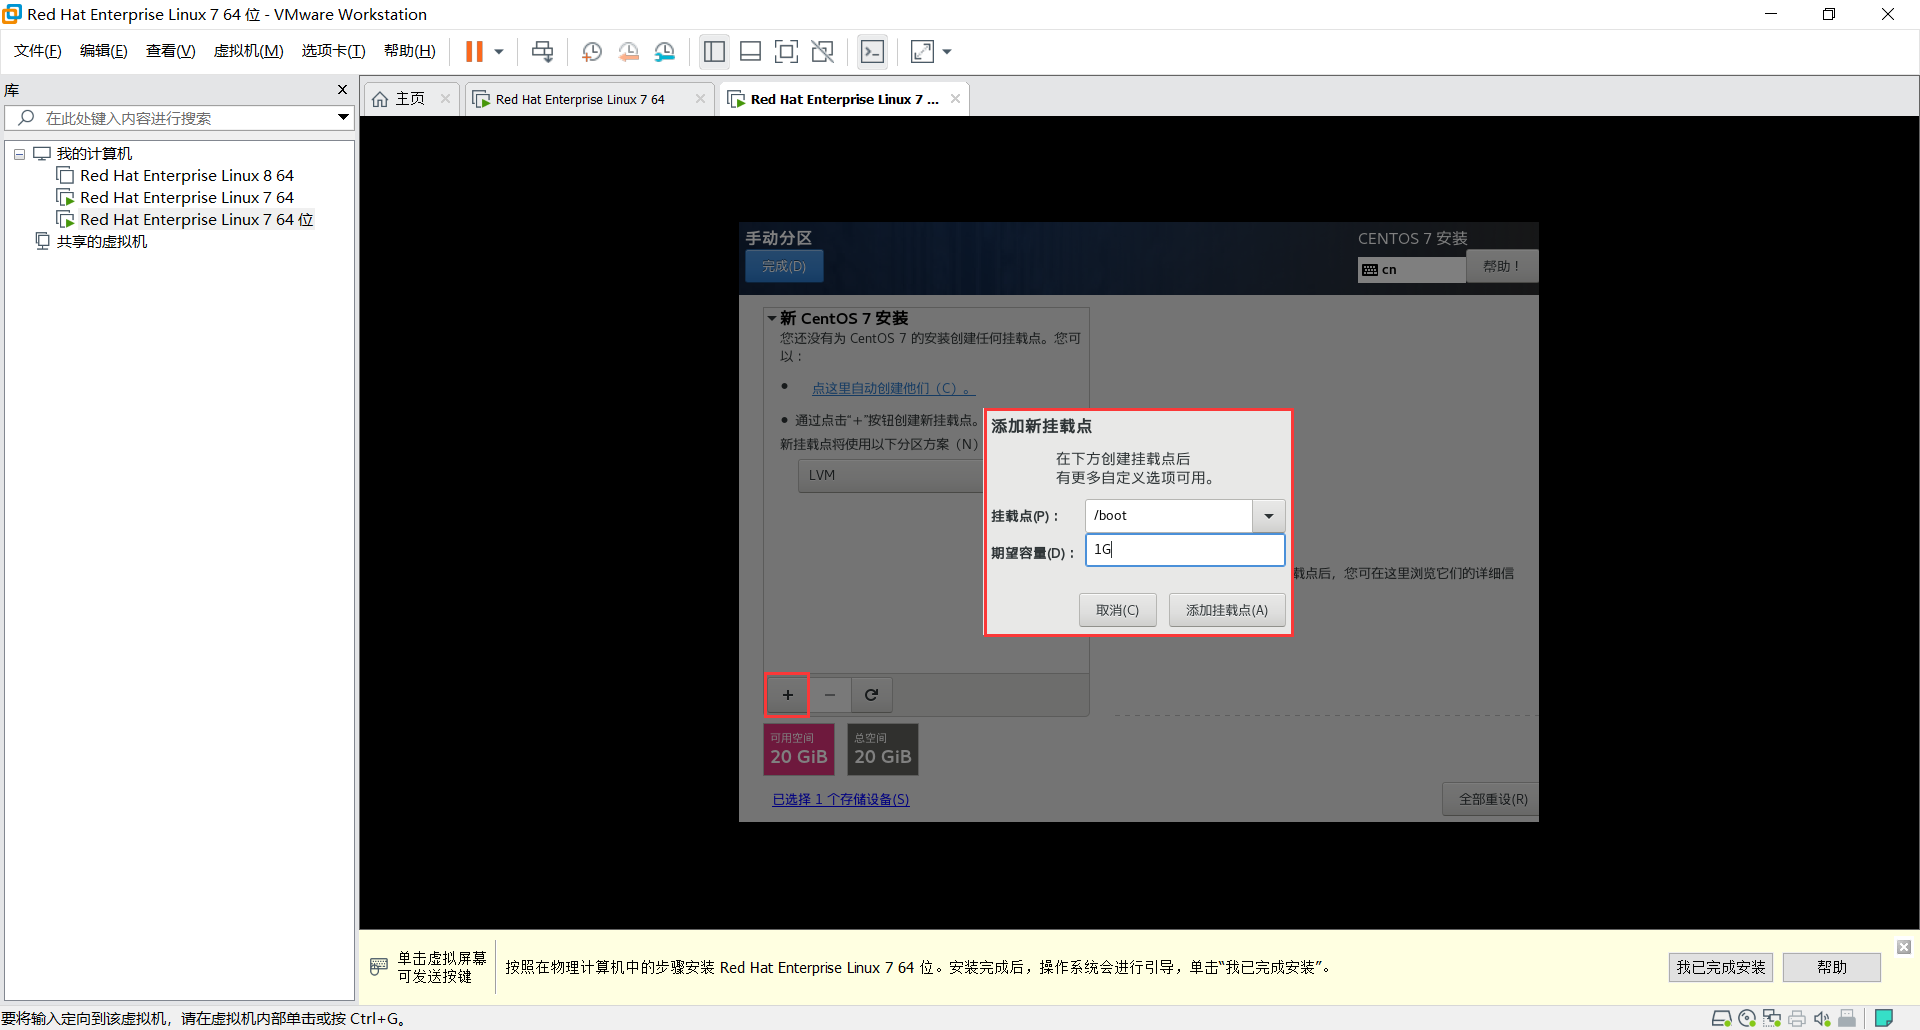 Red Hat Enterprise Linux 7 64 位 - VMware Workstation
文件(F) 编辑(E) 查看(V) 虚拟机(M) 选项卡(T) 帮助(H)
库
主页
Red Hat Enterprise Linux 7 64
Red Hat Enterprise Linux 7 ...
在此处键入内容进行搜索
我的计算机
Red Hat Enterprise Linux 8 64
Red Hat Enterprise Linux 7 64
Red Hat Enterprise Linux 7 64 位
共享的虚拟机
手动分区
CENTOS 7 安装
完成(D)
cn
帮助！
新 CentOS 7 安装
您还没有为 CentOS 7 的安装创建任何挂载点。您可
以：
点这里自动创建他们（C）。
通过点击“+”按钮创建新挂载点。
新挂载点将使用以下分区方案（N）
LVM
添加新挂载点
在下方创建挂载点后
有更多自定义选项可用。
挂载点(P)：
/boot
期望容量(D)：
1G
取消(C)
添加挂载点(A)
载点后，您可在这里浏览它们的详细信
+ −
可用空间
20 GiB
总空间
20 GiB
已选择 1 个存储设备(S)
全部重设(R)
单击虚拟屏幕
可发送按键
按照在物理计算机中的步骤安装 Red Hat Enterprise Linux 7 64 位。安装完成后，操作系统会进行引导，单击“我已完成安装”。
我已完成安装
帮助
要将输入定向到该虚拟机，请在虚拟机内部单击或按 Ctrl+G。